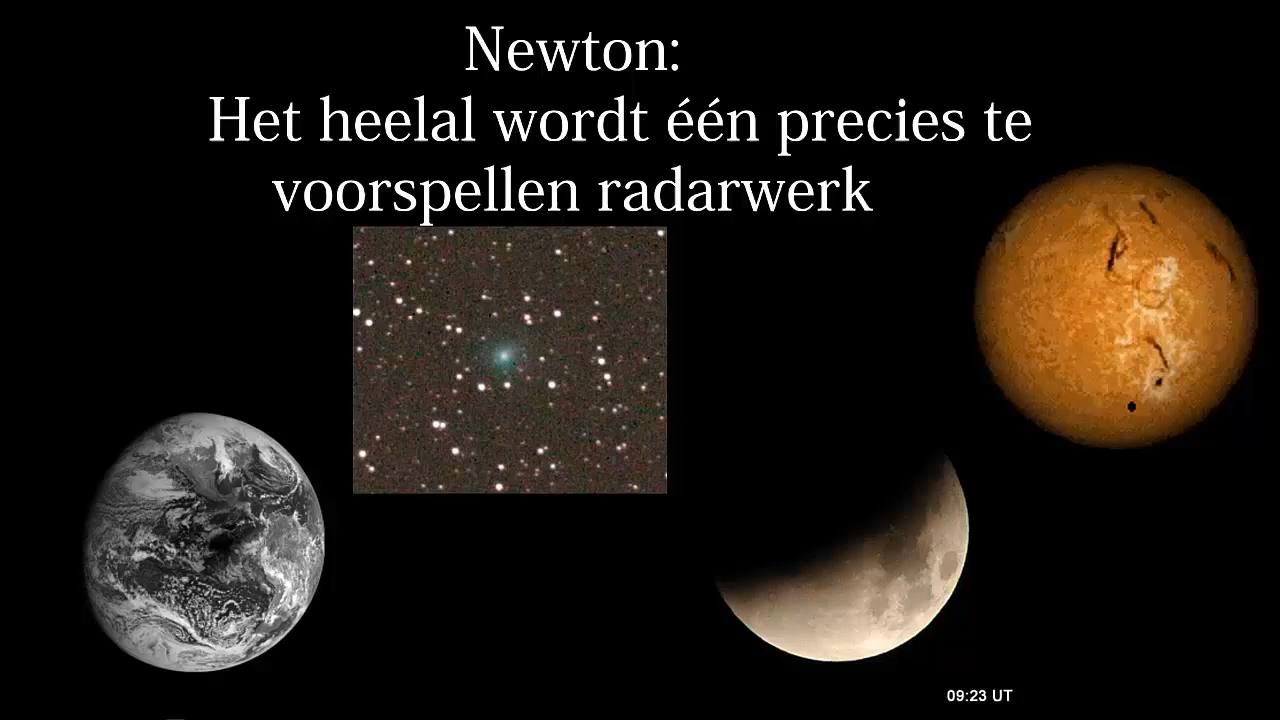 Newton:
Het heelal wordt één precies te
voorspellen radarwerk
09:23 UT